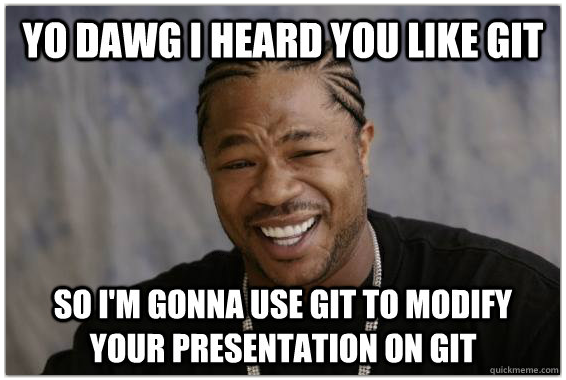 YO DAWG I HEARD YOU LIKE GIT
SO I'M GONNA USE GIT TO MODIFY
YOUR PRESENTATION ON GIT
quickmeme.com